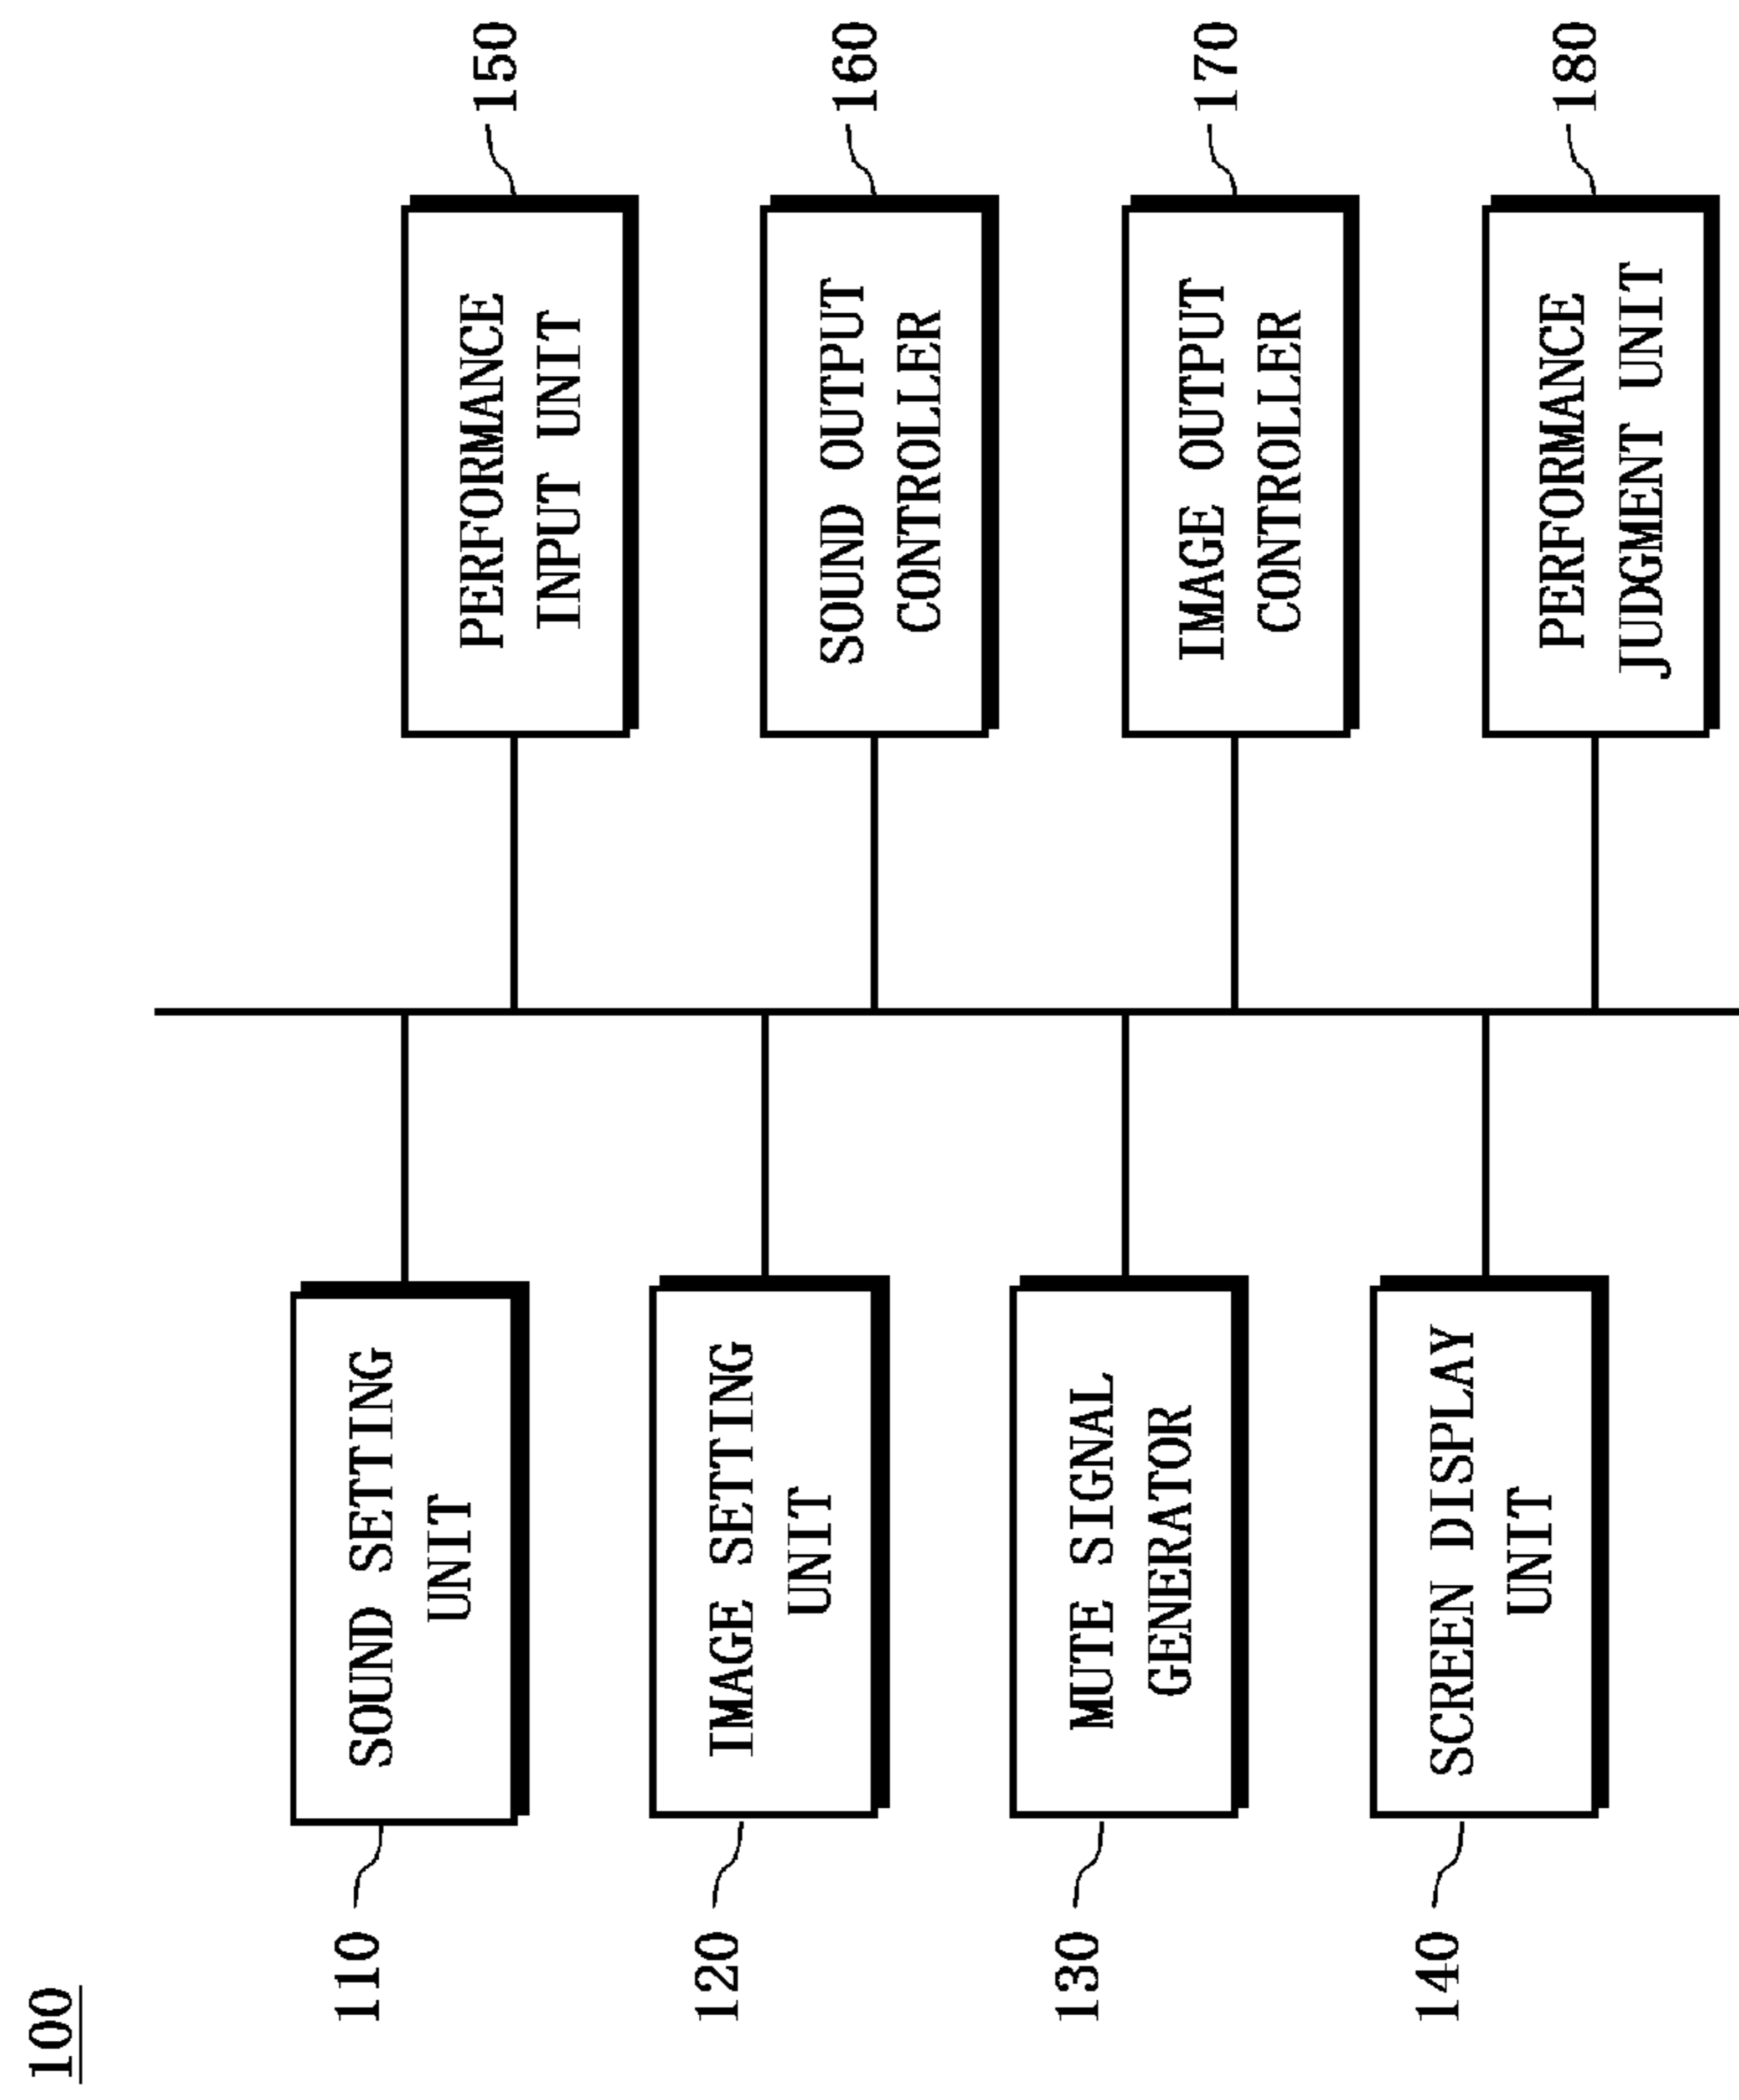 100
110
SOUND SETTING
UNIT
120
IMAGE SETTING
UNIT
130
MUTE SIGNAL
GENERATOR
140
SCREEN DISPLAY
UNIT
PERFORMANCE
INPUT UNIT
150
SOUND OUTPUT
CONTROLLER
160
IMAGE OUTPUT
CONTROLLER
170
PERFORMANCE
JUDGMENT UNIT
180